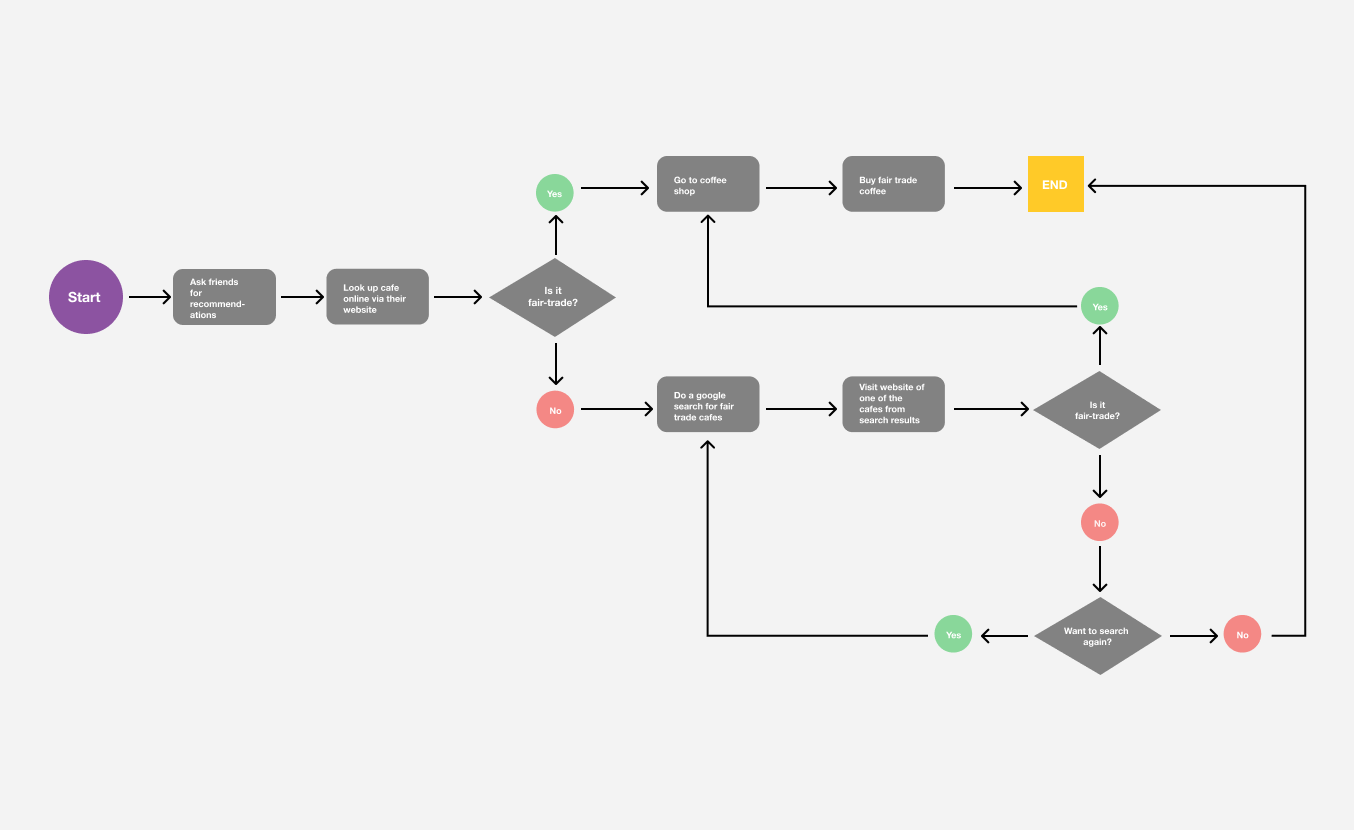 Start
Ask friends
for
recommend-
ations
Look up cafe
online via their
website
Is it
fair-trade?
Yes
Go to coffee
shop
Buy fair trade
coffee
END
No
Do a google
search for fair
trade cafes
Visit website of
one of the
cafes from
search results
Is it
fair-trade?
Yes
No
Want to search
again?
Yes
No